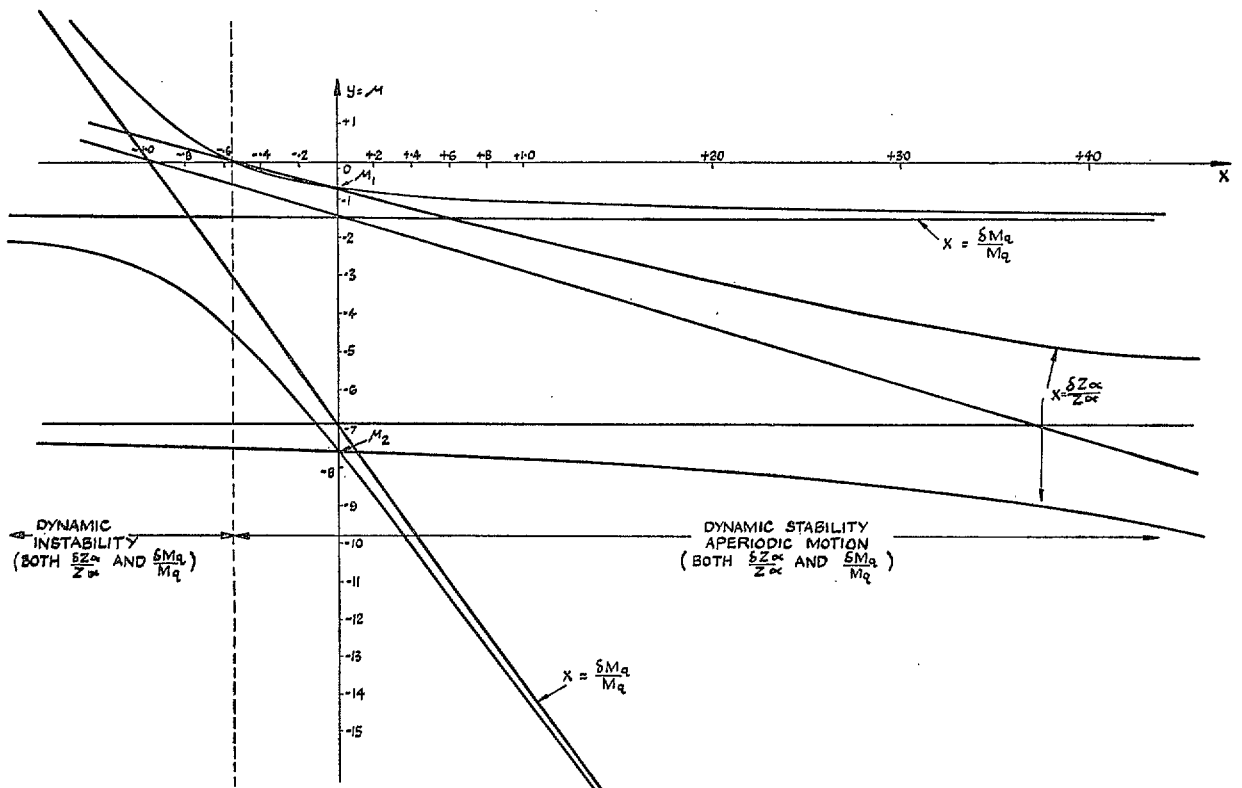 y=μ
+1
-1.0 -.8 -.6 -.4 -.2 0 +.2 +.4 +.6 +.8 +1.0 +2.0 +3.0 +4.0
X
μ₁
-1
-2
X = δMq/Mq
-3
-4
-5
X = δZα/Zα
-6
-7
μ₂
-8
-9
DYNAMIC
INSTABILITY
(BOTH δZα/Zα AND δMq/Mq)
DYNAMIC STABILITY
APERIODIC MOTION
(BOTH δZα/Zα AND δMq/Mq)
-10
-11
-12
-13
X = δMq/Mq
-14
-15